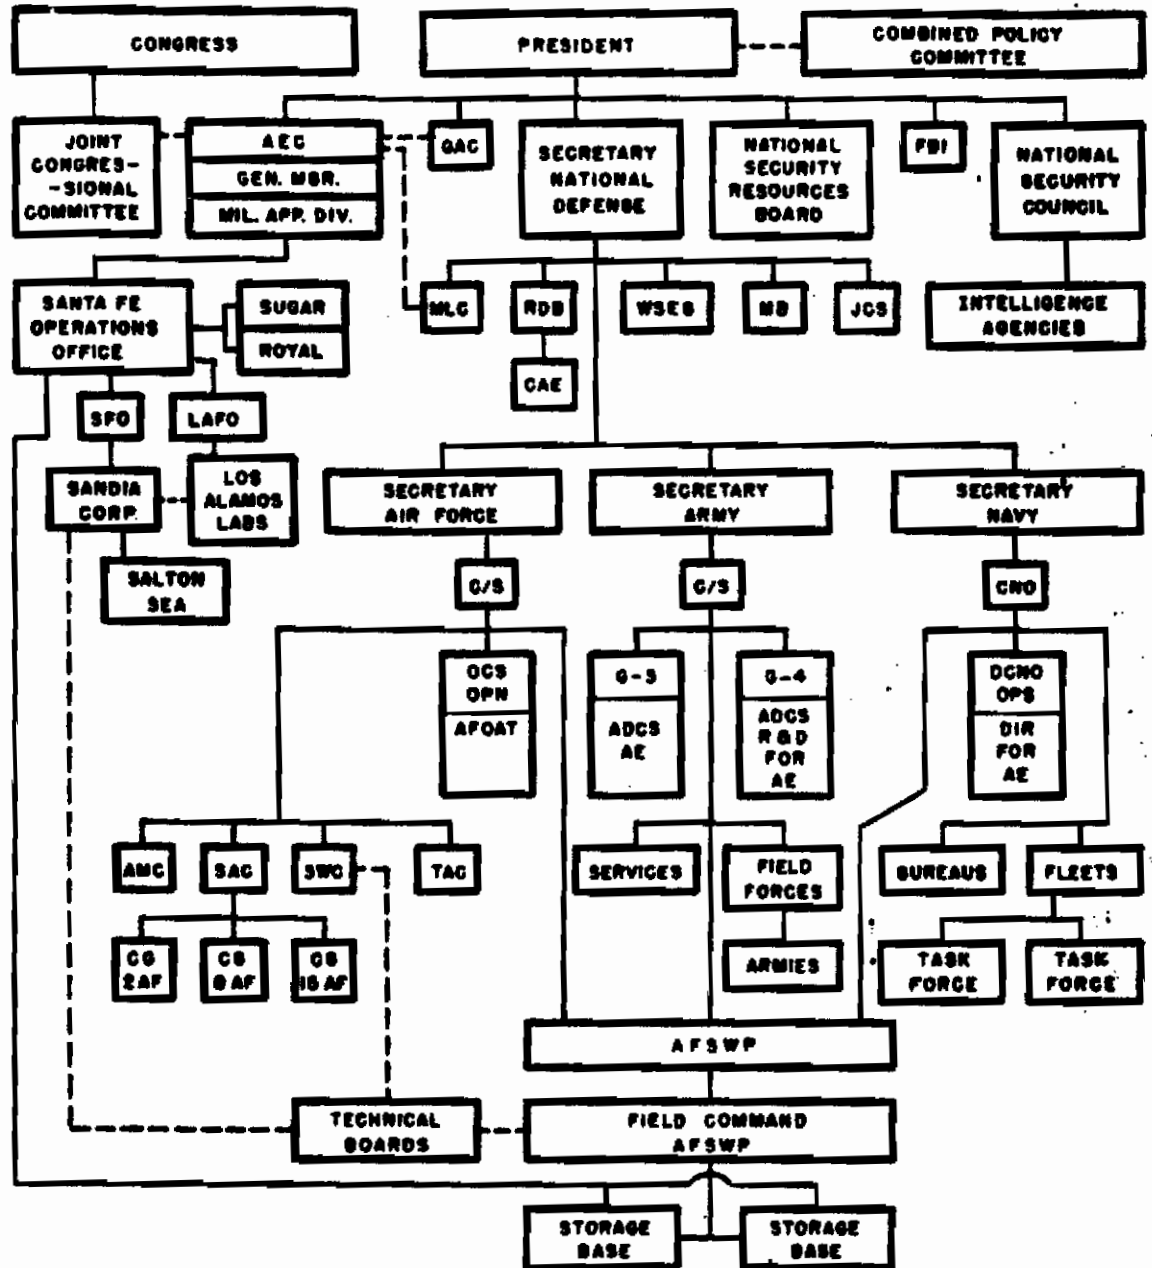 CONGRESS
PRESIDENT
COMBINED POLICY
COMMITTEE
JOINT
CONGRES-
-SIONAL
COMMITTEE
AEC
GEN. MGR.
MIL. APP. DIV.
GAC
SECRETARY
NATIONAL
DEFENSE
NATIONAL
SECURITY
RESOURCES
BOARD
FBI
NATIONAL
SECURITY
COUNCIL
SANTA FE
OPERATIONS
OFFICE
SUGAR
ROYAL
MLC
RDB
WSEG
MB
JCS
INTELLIGENCE
AGENCIES
CAE
SFO
LAFO
SANDIA
CORP.
LOS
ALAMOS
LABS
SECRETARY
AIR FORCE
SECRETARY
ARMY
SECRETARY
NAVY
SALTON
SEA
C/S
C/S
CNO
DCS
OPN
AFOAT
G-3
ADCS
AE
G-4
ADCS
R & D
FOR
AE
DCNO
OPS
DIR
FOR
AE
AMC
SAC
SWC
TAC
SERVICES
FIELD
FORCES
BUREAUS
FLEETS
CG
2 AF
CG
8 AF
CG
15 AF
ARMIES
TASK
FORCE
TASK
FORCE
AFSWP
TECHNICAL
BOARDS
FIELD COMMAND
AFSWP
STORAGE
BASE
STORAGE
BASE